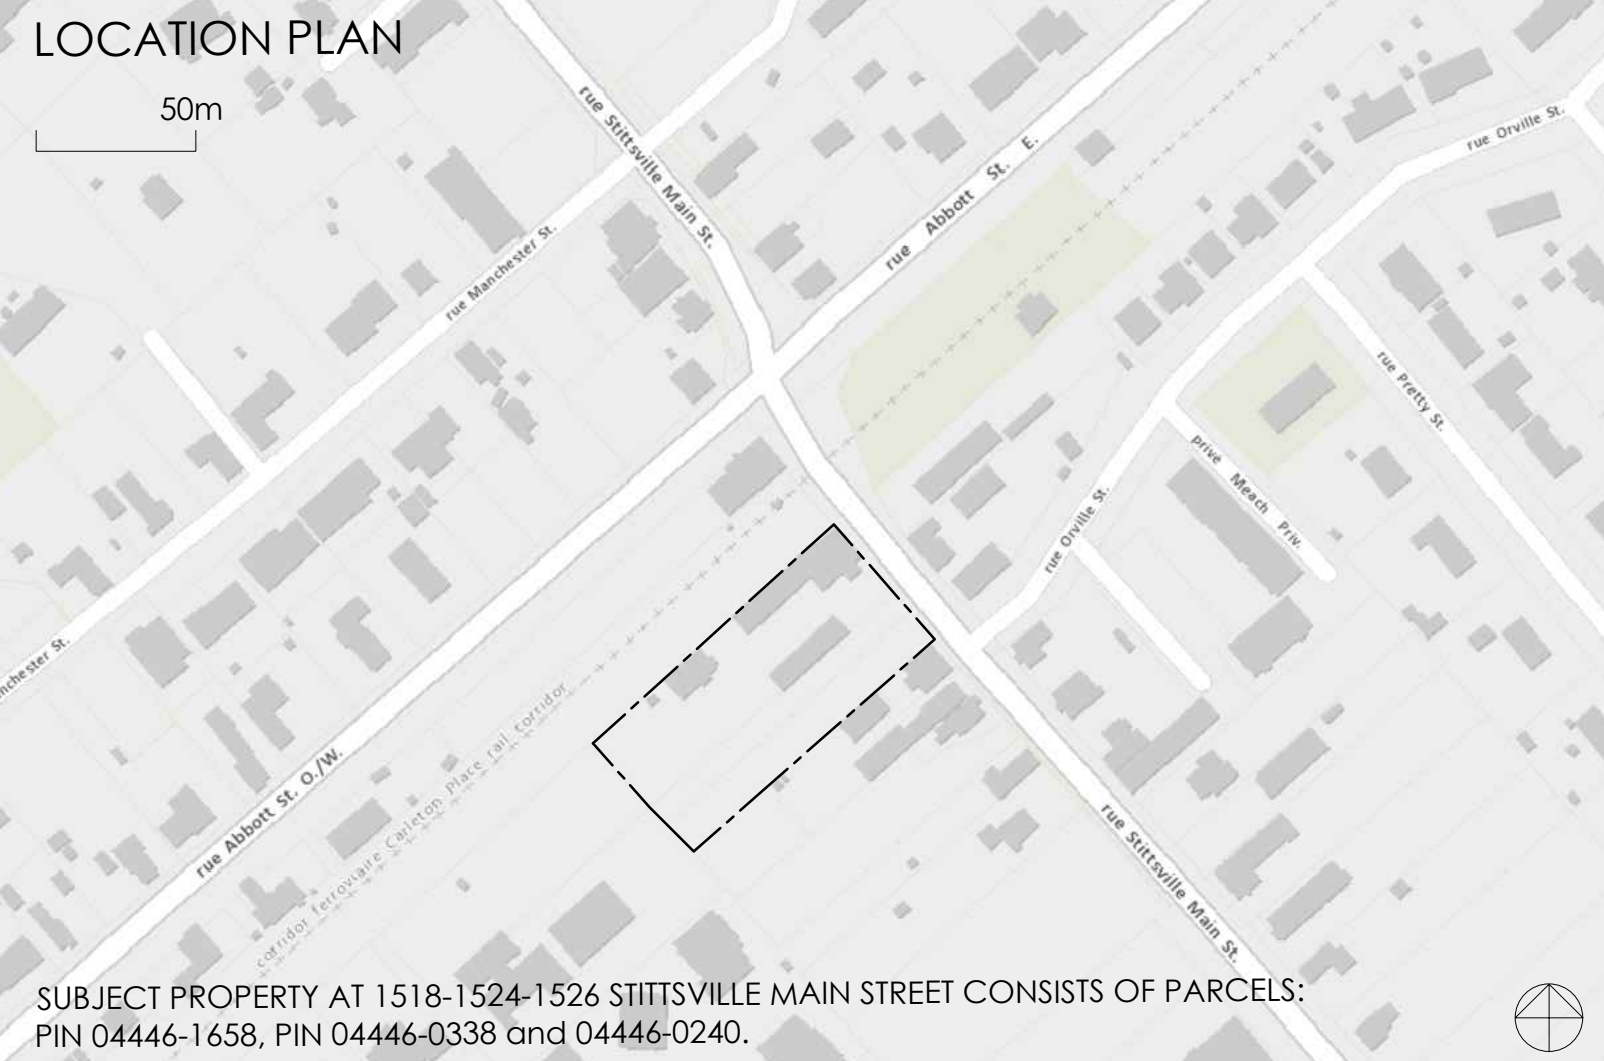 LOCATION PLAN
50m
rue Stittsville Main St.
rue Manchester St.
rue Abbott St. E.
rue Orville St.
rue Pretty St.
privé Meach Priv.
rue Orville St.
nchester St.
rue Abbott St. O./W.
corridor ferroviaire Carleton Place rail corridor
rue Stittsville Main St.
SUBJECT PROPERTY AT 1518-1524-1526 STITTSVILLE MAIN STREET CONSISTS OF PARCELS:
PIN 04446-1658, PIN 04446-0338 and 04446-0240.